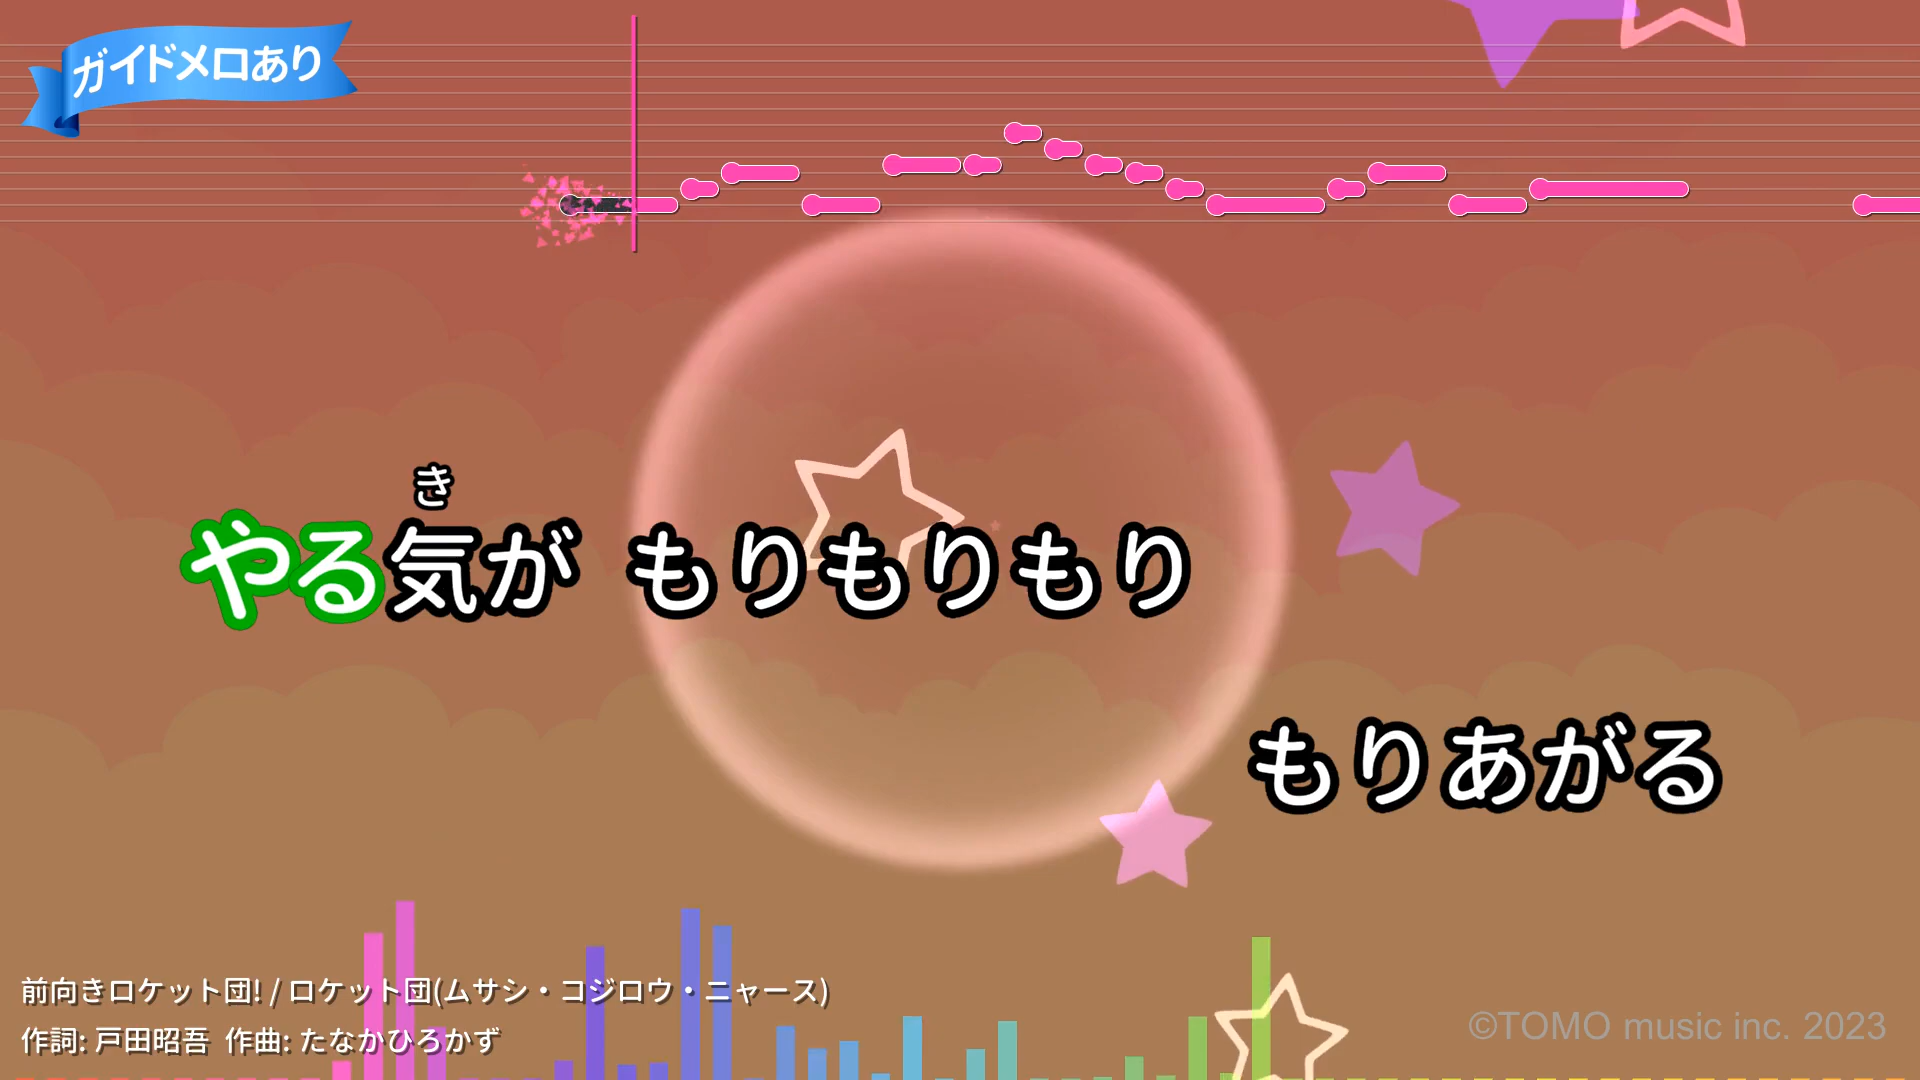 ガイドメロあり
き
やる気が もりもりもり
もりあがる
前向きロケット団! / ロケット団(ムサシ・コジロウ・ニャース)
作詞: 戸田昭吾 作曲: たなかひろかず
©TOMO music inc. 2023